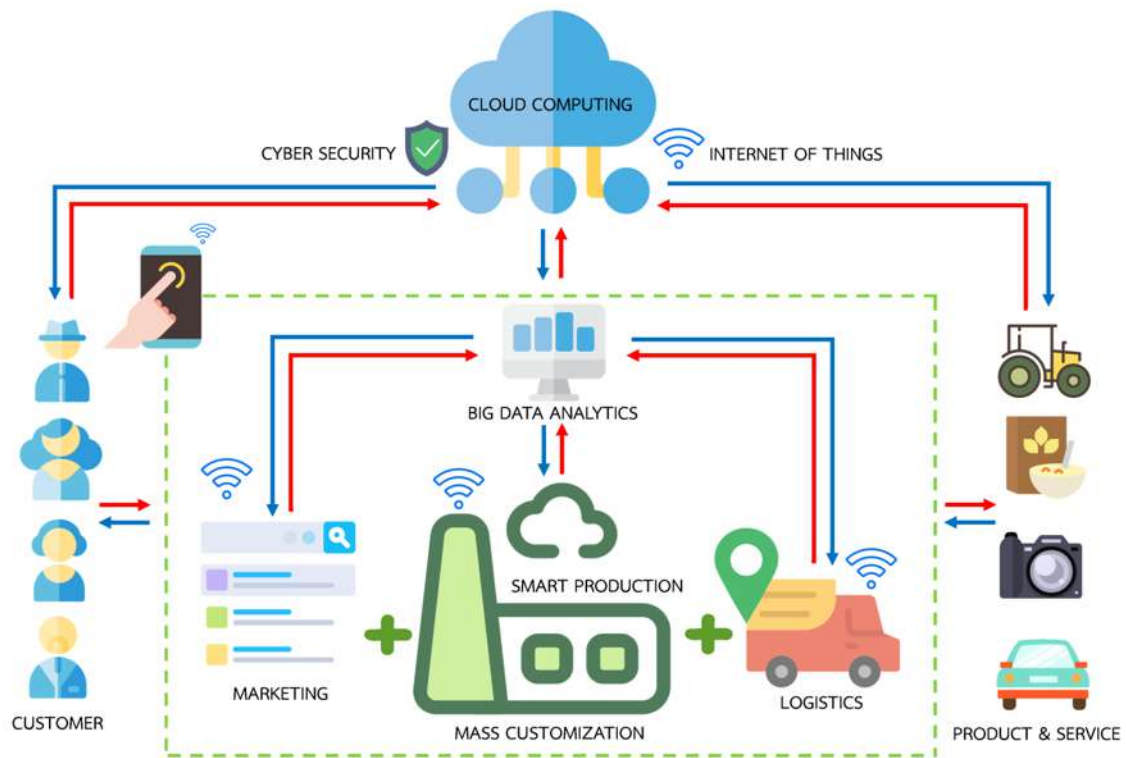 CLOUD COMPUTING
CYBER SECURITY
INTERNET OF THINGS
BIG DATA ANALYTICS
SMART PRODUCTION
MARKETING
LOGISTICS
CUSTOMER
MASS CUSTOMIZATION
PRODUCT & SERVICE